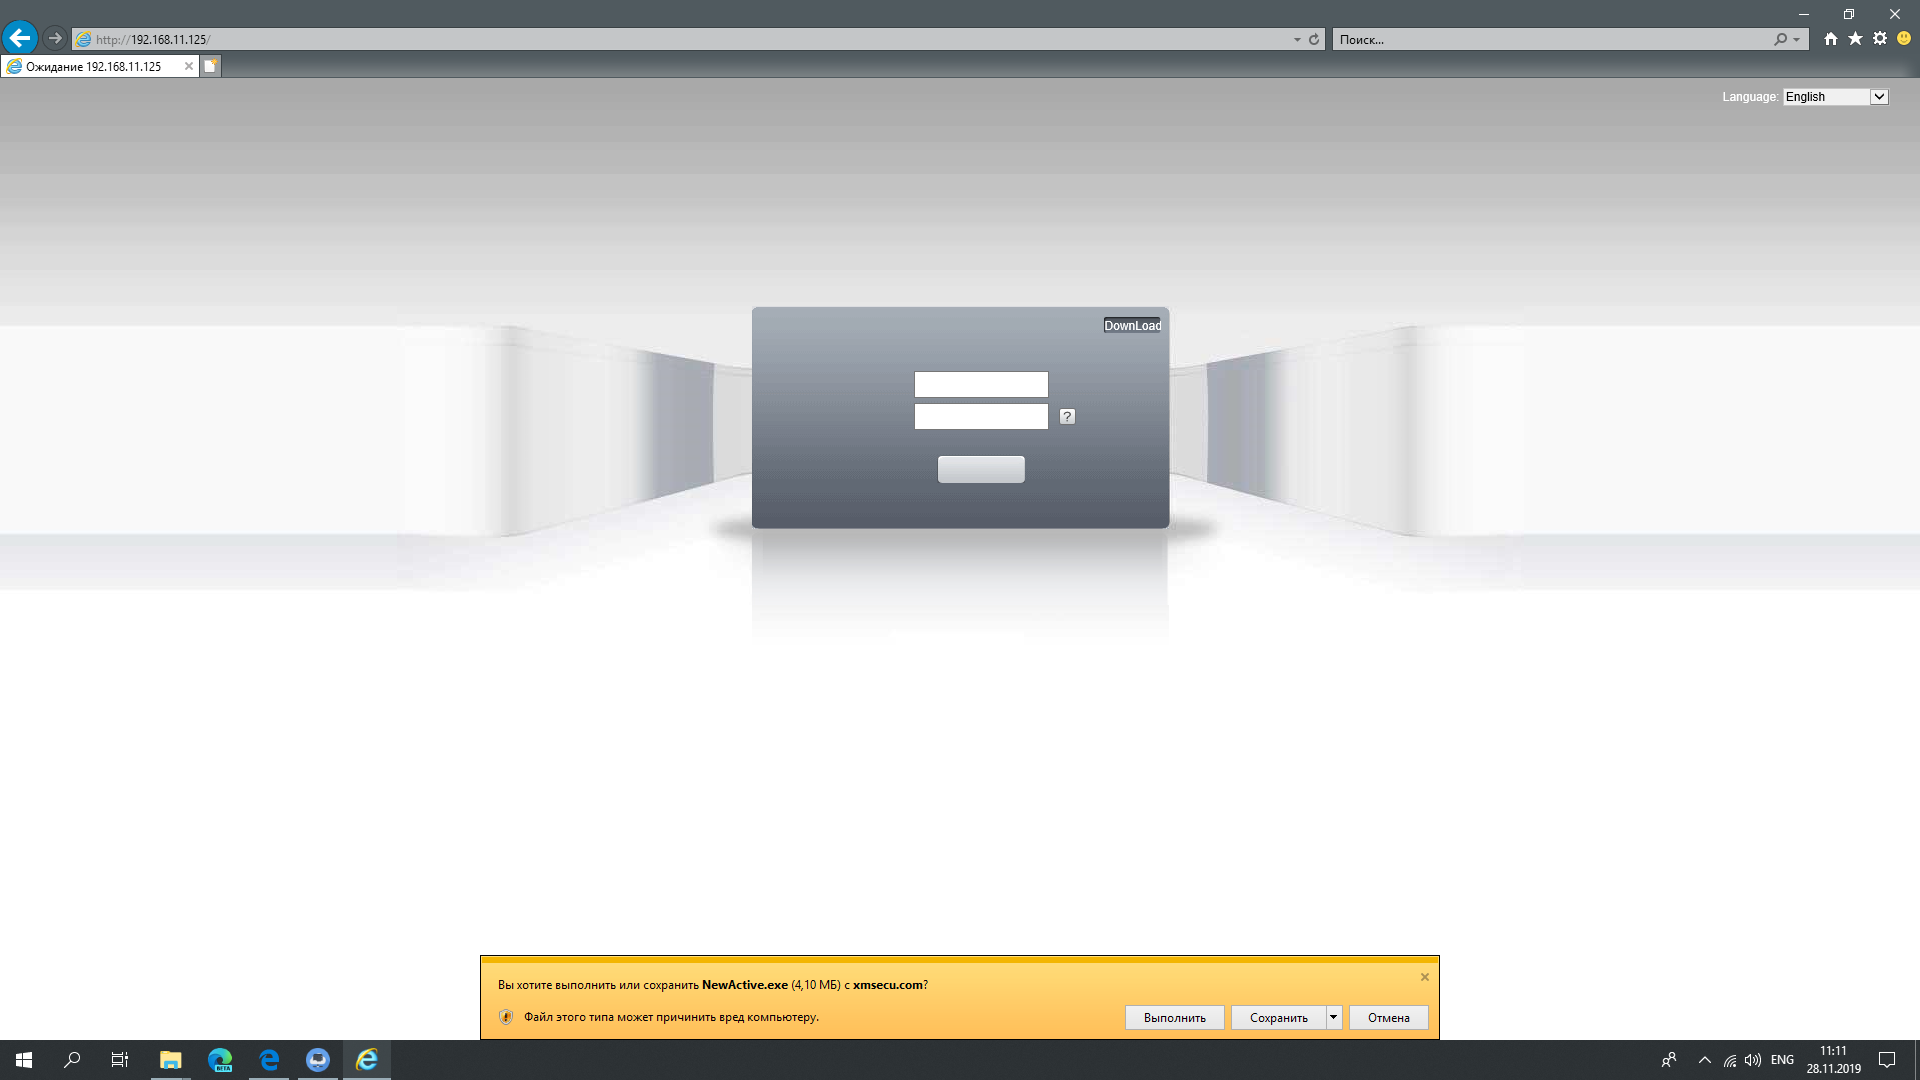 http://192.168.11.125/
Поиск...
Ожидание 192.168.11.125
Language: English
DownLoad
?
Вы хотите выполнить или сохранить NewActive.exe (4,10 МБ) с xmsecu.com?
Файл этого типа может причинить вред компьютеру.
Выполнить
Сохранить
Отмена
BETA
ENG
11:11
28.11.2019